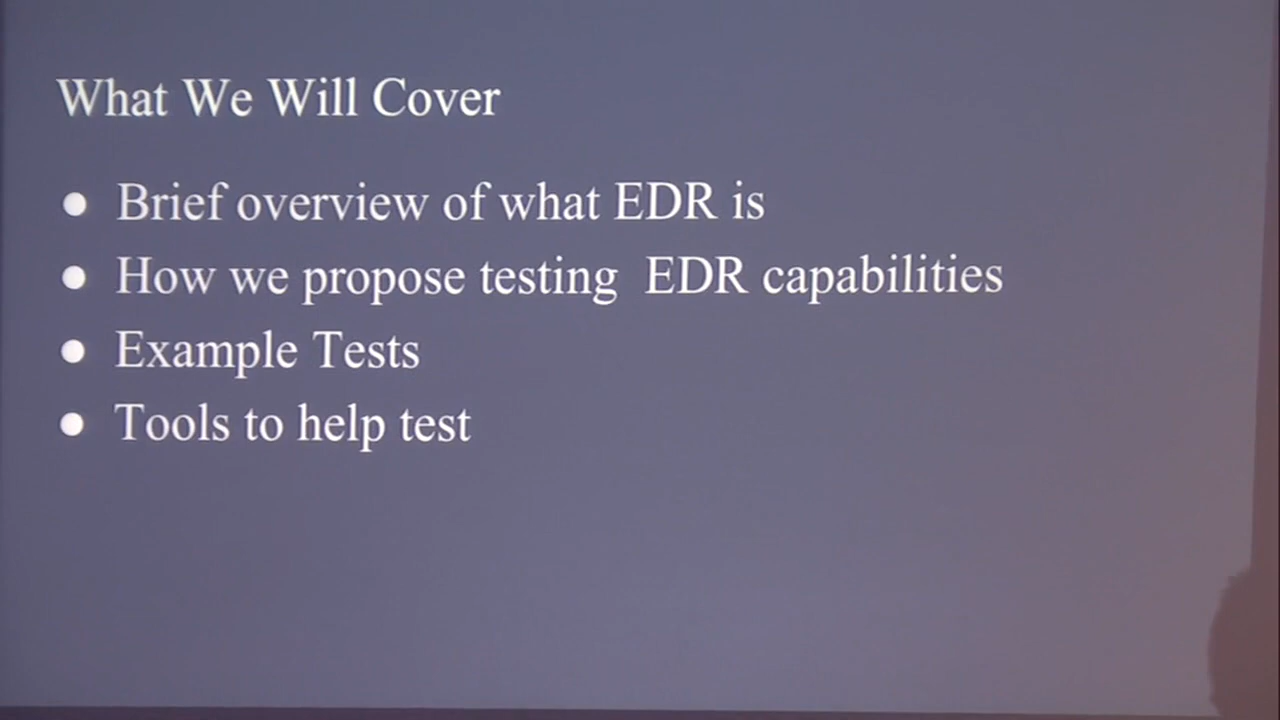 What We Will Cover
● Brief overview of what EDR is
● How we propose testing  EDR capabilities
● Example Tests
● Tools to help test